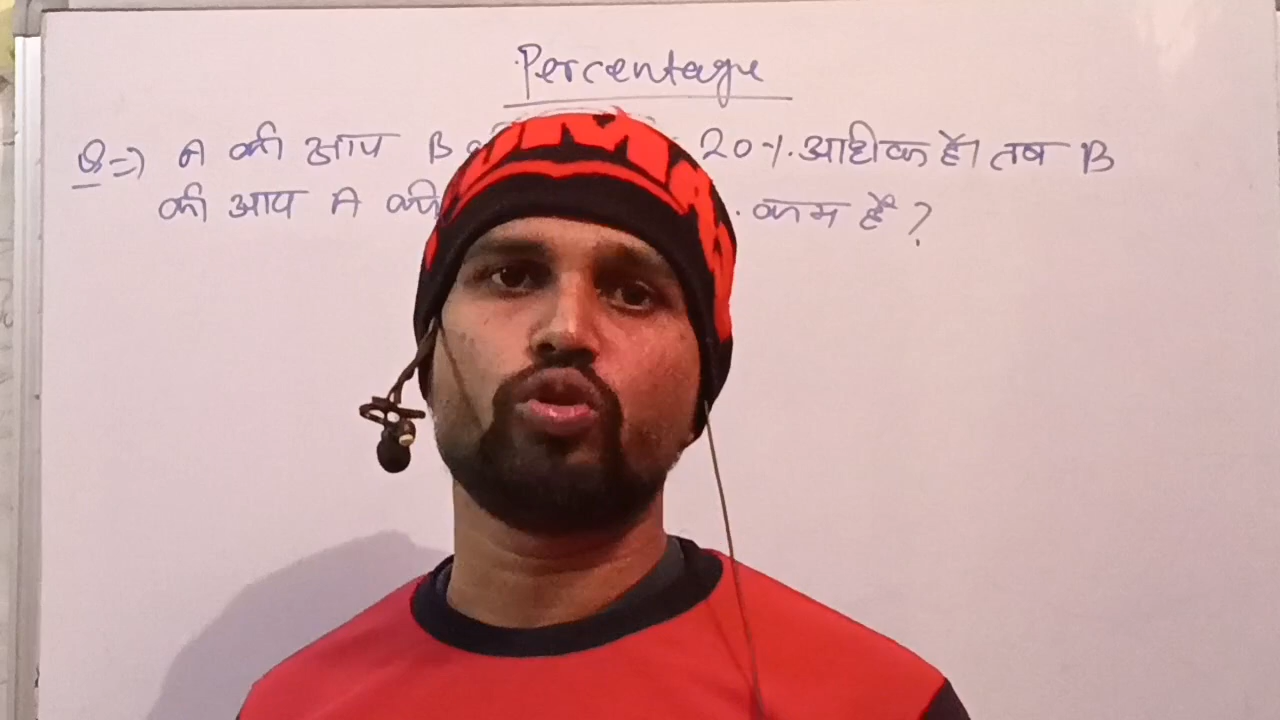 Percentage
Q=) A की आय B 20%. अधीक हैं। तब B
की आय A की . कम हैं ?